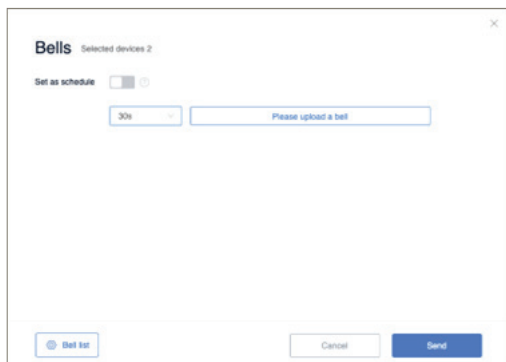 Bells Selected devices 2
Set as schedule
30s Please upload a bell
Bell list Cancel Send